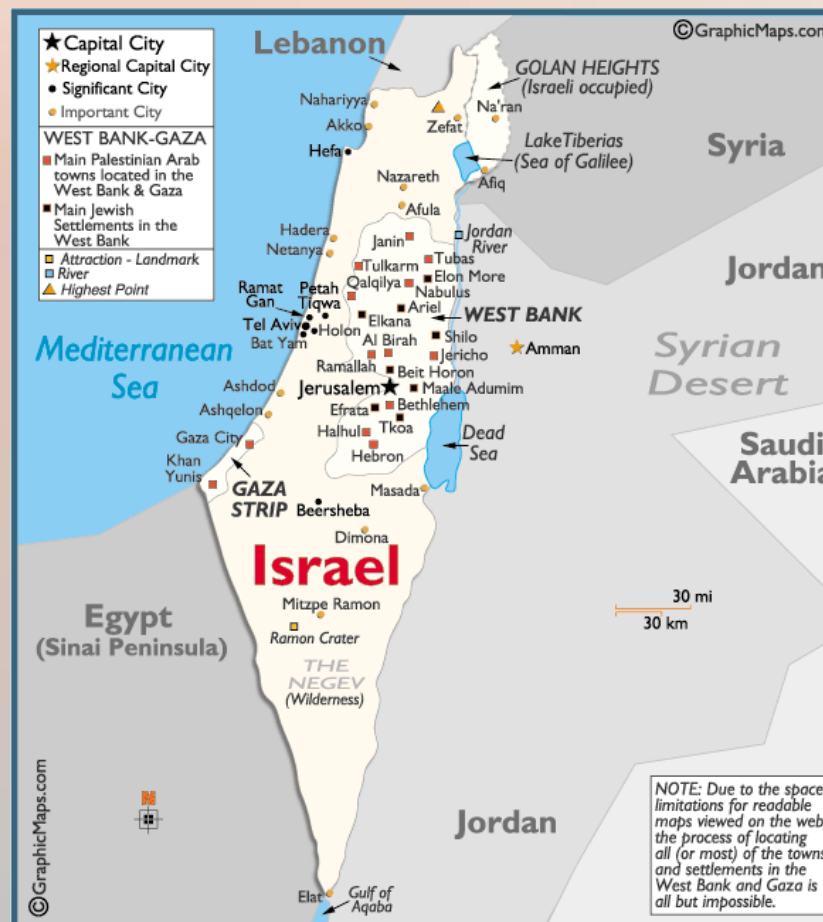 ©GraphicMaps.com
Capital City
Regional Capital City
Significant City
Important City
WEST BANK-GAZA
Main Palestinian Arab
towns located in the
West Bank & Gaza
Main Jewish
Settlements in the
West Bank
Attraction - Landmark
River
Highest Point
Lebanon
GOLAN HEIGHTS
(Israeli occupied)
Nahariyya
Na'ran
Akko
Zefat
Hefa
Lake Tiberias
(Sea of Galilee)
Syria
Nazareth
Afiq
Afula
Hadera
Janin
Jordan
River
Netanya
Tubas
Tulkarm
Elon More
Jordan
Qalqilya
Nabulus
Ramat
Gan
Petah
Tiqwa
Ariel
WEST BANK
Elkana
Tel Aviv
Holon
Shilo
Bat Yam
Al Birah
Jericho
Amman
Mediterranean
Sea
Syrian
Desert
Ramallah
Beit Horon
Jerusalem
Maale Adumim
Ashdod
Efrata
Bethlehem
Ashqelon
Tkoa
Halhul
Dead
Sea
Gaza City
Hebron
Saudi
Arabia
Khan
Yunis
GAZA
STRIP
Masada
Beersheba
Dimona
Israel
Mitzpe Ramon
30 mi
30 km
Egypt
(Sinai Peninsula)
Ramon Crater
THE
NEGEV
(Wilderness)
N
Jordan
NOTE: Due to the space
limitations for readable
maps viewed on the web
the process of locating
all (or most) of the towns
and settlements in the
West Bank and Gaza is
all but impossible.
Elat
Gulf of
Aqaba
©GraphicMaps.com